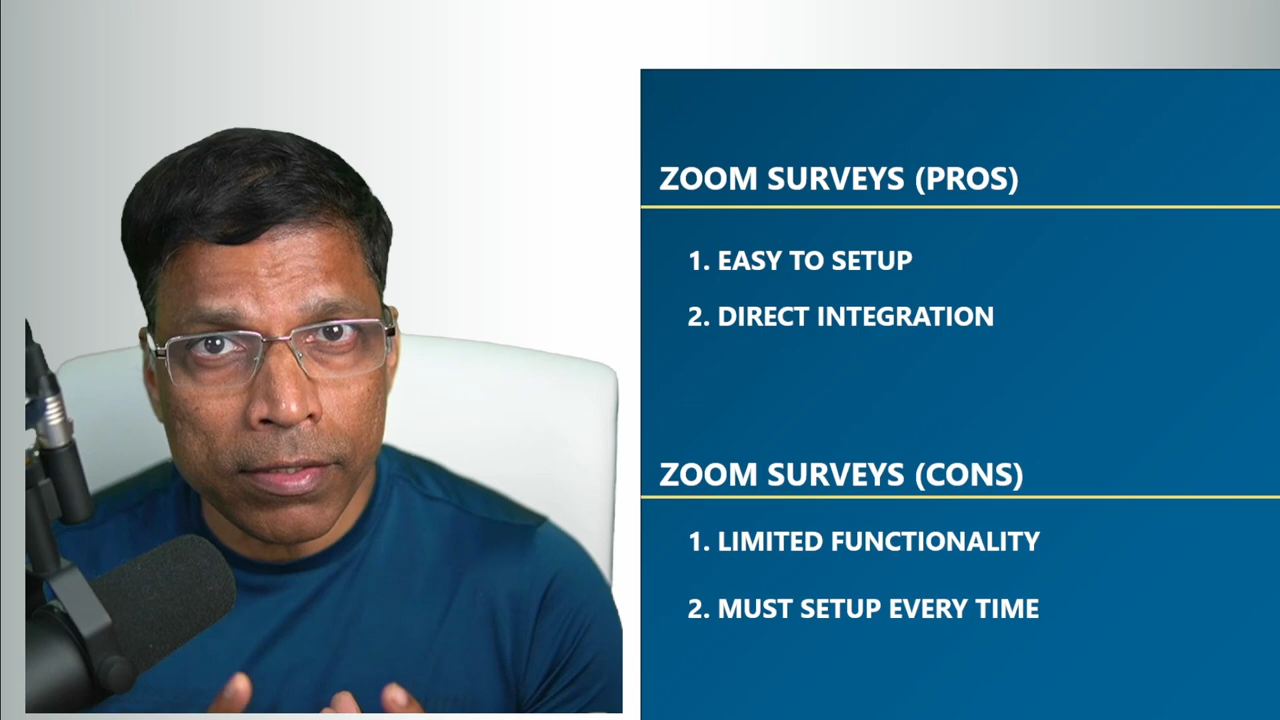 ZOOM SURVEYS (PROS)
1. EASY TO SETUP
2. DIRECT INTEGRATION
ZOOM SURVEYS (CONS)
1. LIMITED FUNCTIONALITY
2. MUST SETUP EVERY TIME